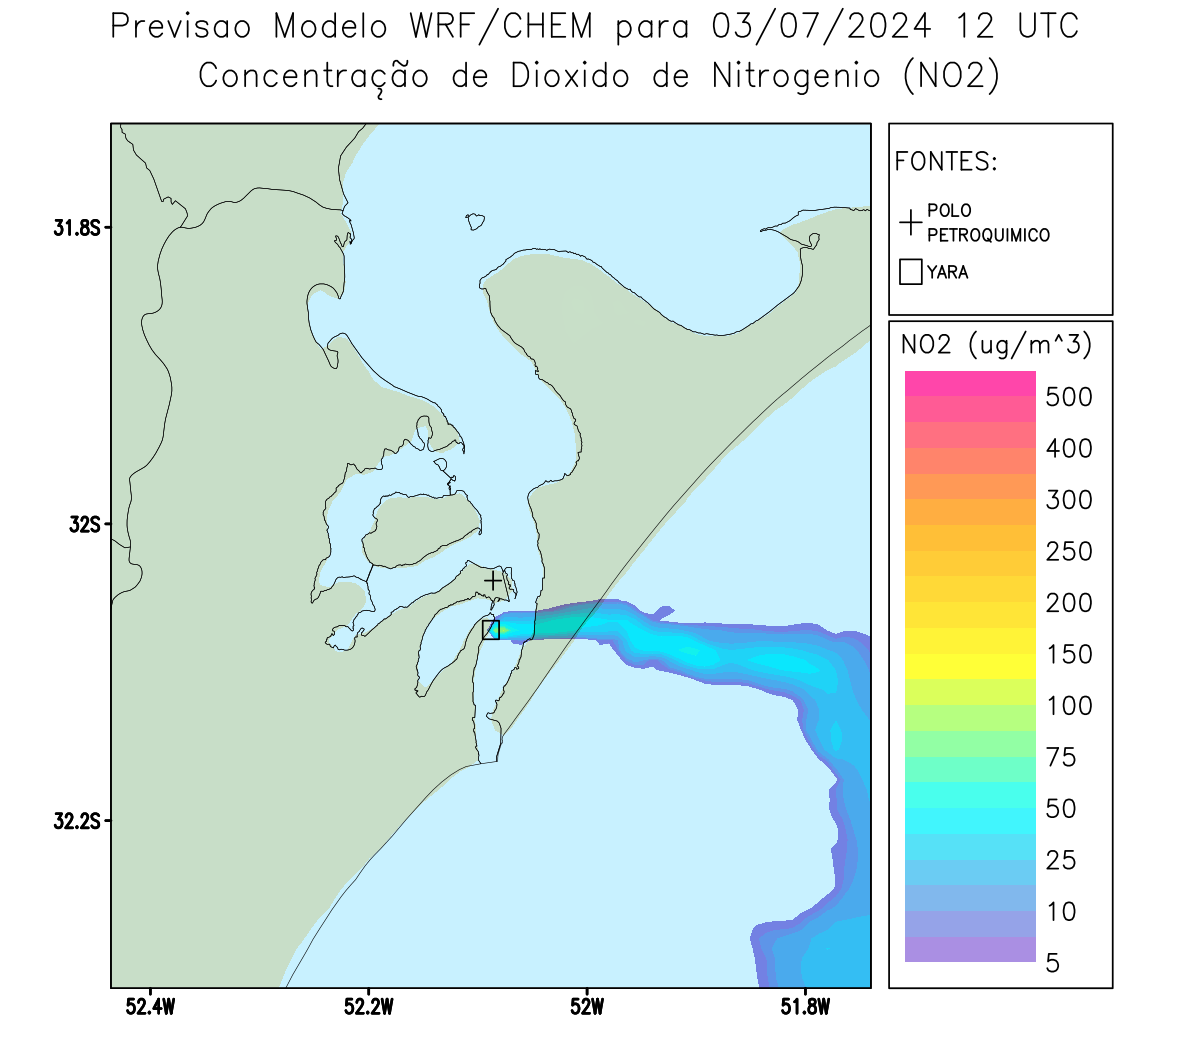 Previsao Modelo WRF/CHEM para 03/07/2024 12 UTC
Concentração de Dioxido de Nitrogenio (NO2)
FONTES:
POLO
PETROQUIMICO
YARA
NO2 (ug/m^3)
500
400
300
250
200
150
100
75
50
25
10
5
31.8S
32S
32.2S
52.4W
52.2W
52W
51.8W